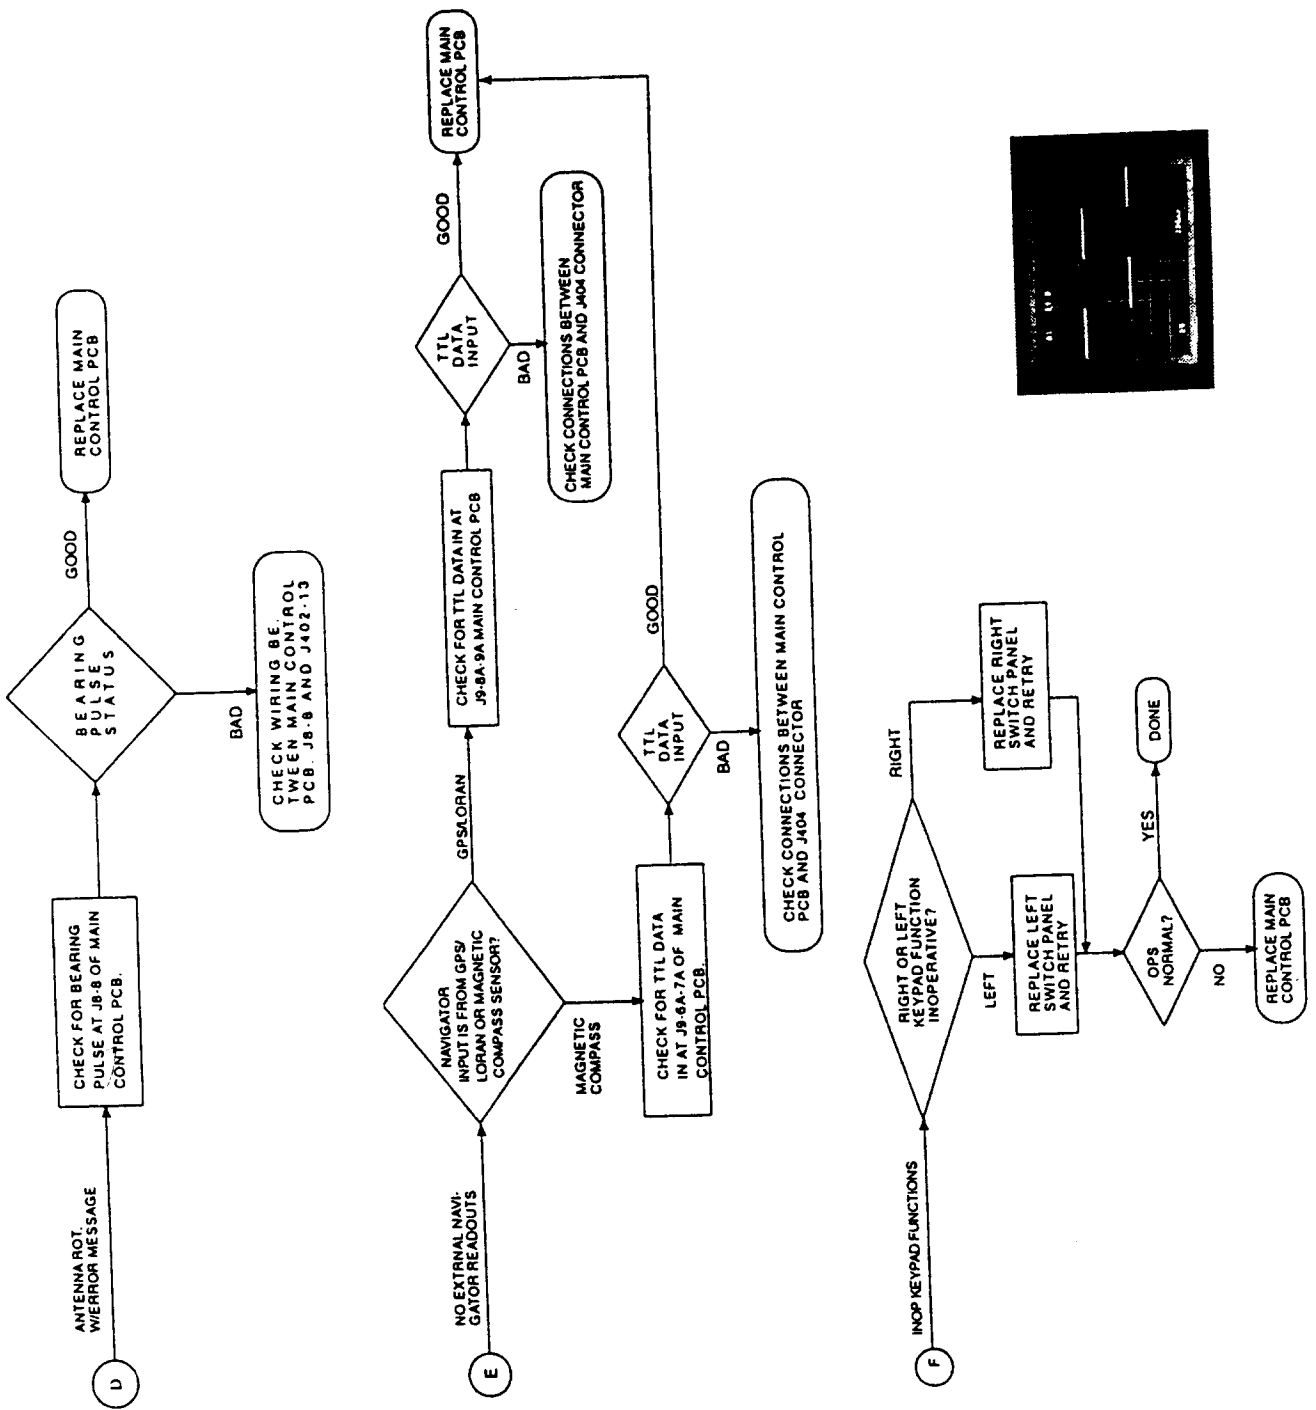 D
ANTENNA ROT.
W/ERROR MESSAGE
CHECK FOR BEARING
PULSE AT J8-8 OF MAIN
CONTROL PCB.
BEARING
PULSE
STATUS
GOOD
REPLACE MAIN
CONTROL PCB
BAD
CHECK WIRING BE.
TWEEN MAIN CONTROL
PCB. J8-8 AND J402-13
E
NO EXTRNAL NAVI-
GATOR READOUTS
NAVIGATOR
INPUT IS FROM GPS/
LORAN OR MAGNETIC
COMPASS SENSOR?
GPS/LORAN
CHECK FOR TTL DATA IN AT
J9-8A-9A MAIN CONTROL PCB
TTL
DATA
INPUT
GOOD
REPLACE MAIN
CONTROL PCB
BAD
CHECK CONNECTIONS BETWEEN
MAIN CONTROL PCB AND J404 CONNECTOR
MAGNETIC
COMPASS
CHECK FOR TTL DATA
IN AT J9-6A-7A OF MAIN
CONTROL PCB.
TTL
DATA
INPUT
GOOD
BAD
CHECK CONNECTIONS BETWEEN MAIN CONTROL
PCB AND J404 CONNECTOR
F
INOP KEYPAD FUNCTIONS
RIGHT OR LEFT
KEYPAD FUNCTION
INOPERATIVE?
RIGHT
REPLACE RIGHT
SWITCH PANEL
AND RETRY
LEFT
REPLACE LEFT
SWITCH PANEL
AND RETRY
OPS
NORMAL?
YES
DONE
NO
REPLACE MAIN
CONTROL PCB